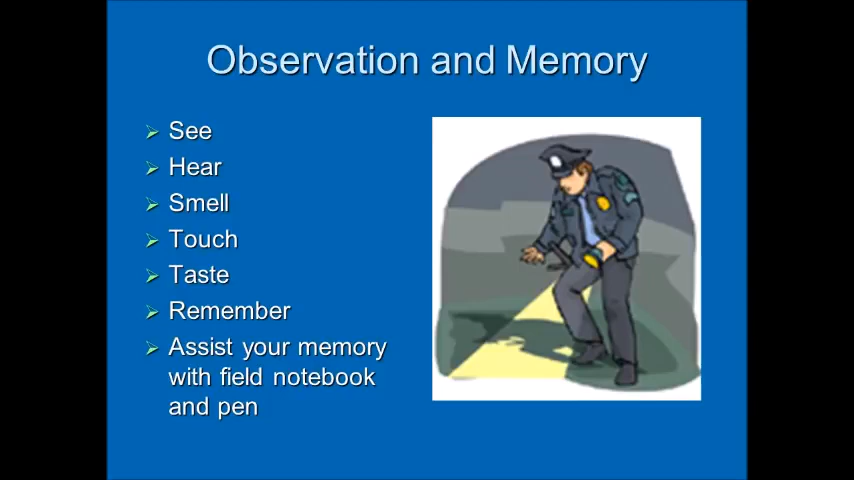 Observation and Memory
See
Hear
Smell
Touch
Taste
Remember
Assist your memory
with field notebook
and pen